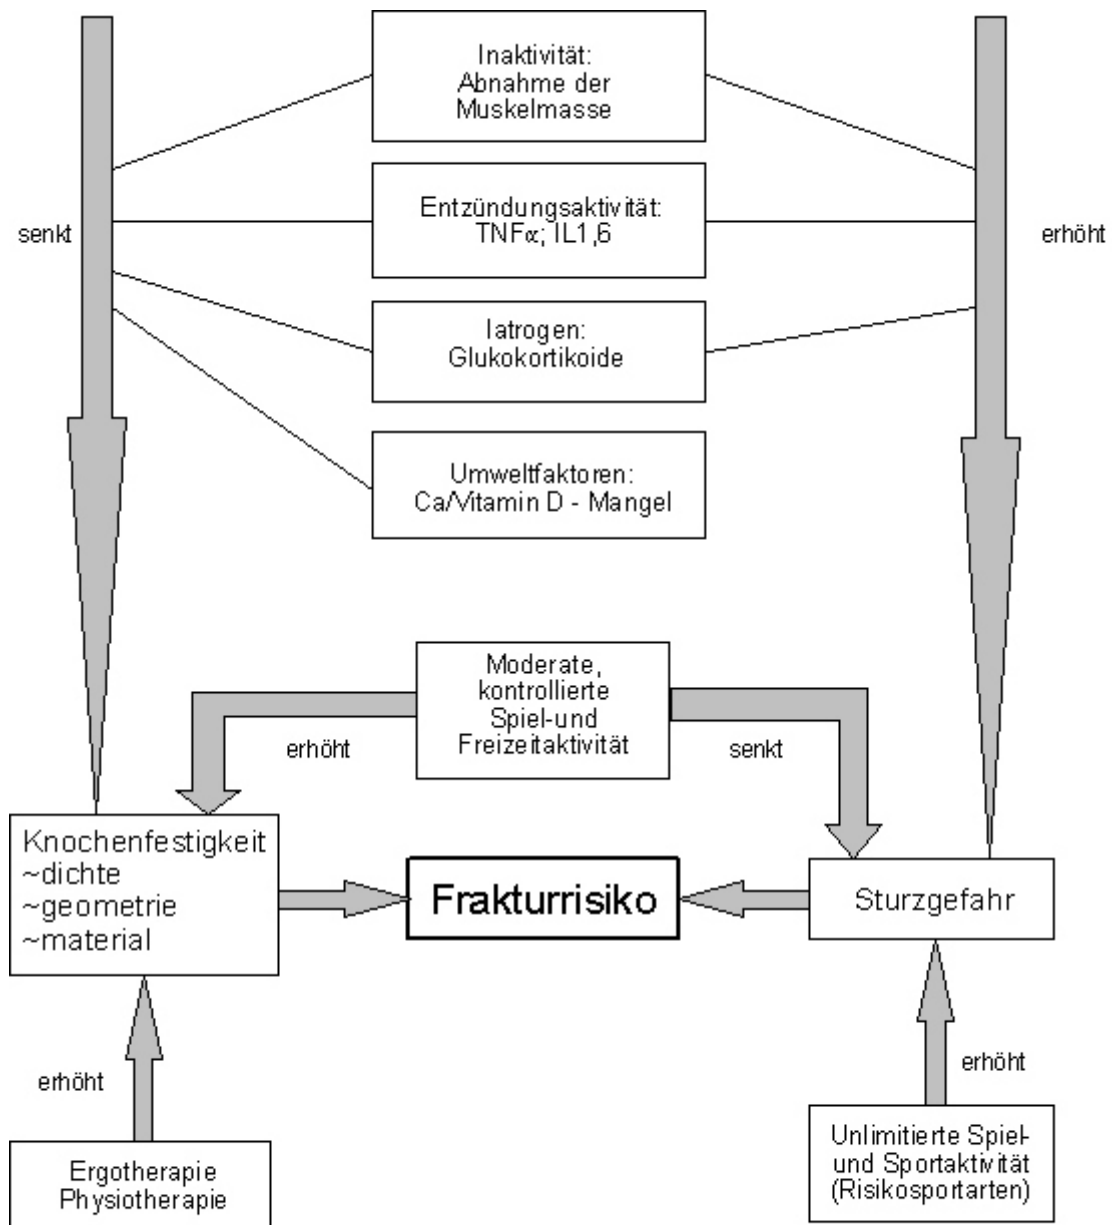 Inaktivität:
Abnahme der
Muskelmasse
Entzündungsaktivität:
TNFα; IL1,6
senkt
erhöht
Iatrogen:
Glukokortikoide
Umweltfaktoren:
Ca/Vitamin D - Mangel
Moderate,
kontrollierte
Spiel-und
Freizeitaktivität
erhöht
senkt
Knochenfestigkeit
~dichte
~geometrie
~material
Frakturrisiko
Sturzgefahr
erhöht
erhöht
Ergotherapie
Physiotherapie
Unlimitierte Spiel-
und Sportaktivität
(Risikosportarten)